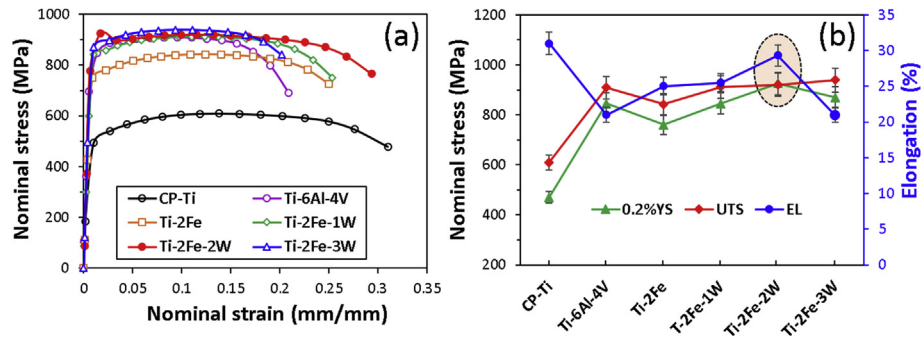 (a)
Nominal stress (MPa)
1000
800
600
400
200
0
0
0.05
0.1
0.15
0.2
0.25
0.3
0.35
Nominal strain (mm/mm)
CP-Ti
Ti-6Al-4V
Ti-2Fe
Ti-2Fe-1W
Ti-2Fe-2W
Ti-2Fe-3W
(b)
Nominal stress (MPa)
1200
1000
800
600
400
200
35
30
25
20
15
10
5
0
Elongation (%)
0.2%YS
UTS
EL
CP-Ti
Ti-6Al-4V
Ti-2Fe
T-2Fe-1W
Ti-2Fe-2W
Ti-2Fe-3W